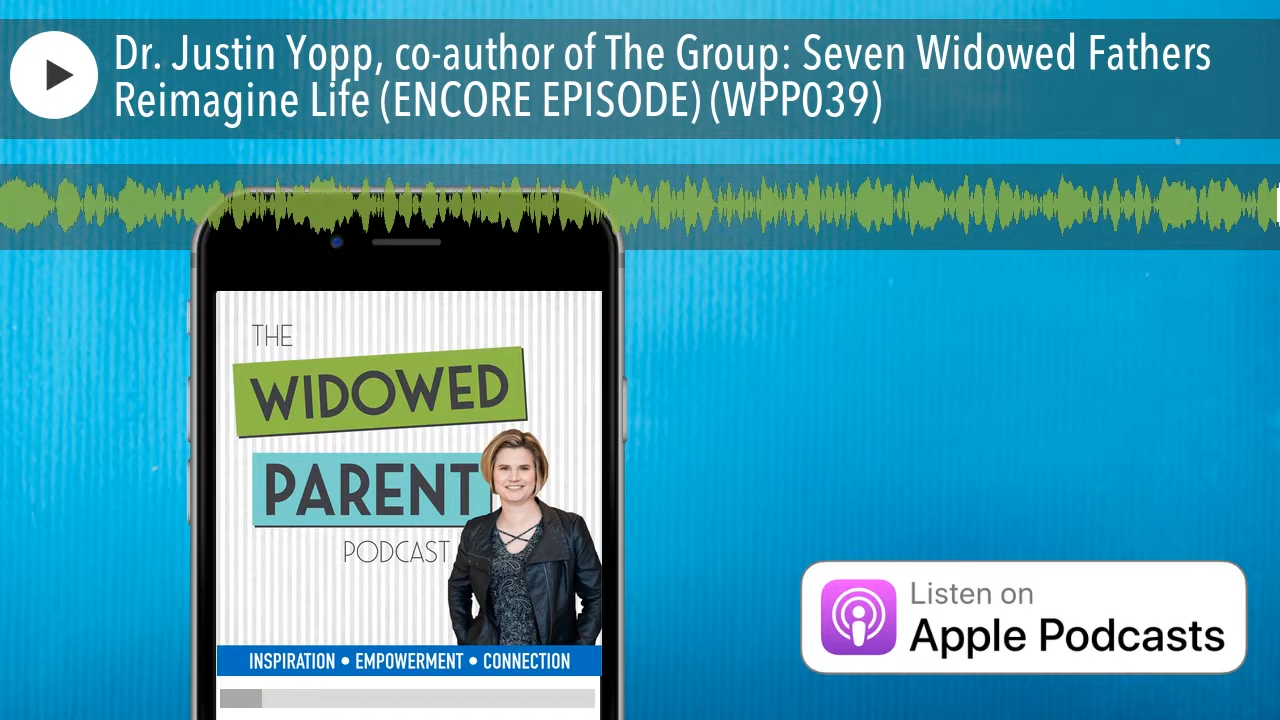 Dr. Justin Yopp, co-author of The Group: Seven Widowed Fathers
Reimagine Life (ENCORE EPISODE) (WPP039)
THE
WIDOWED
PARENT
PODCAST
INSPIRATION • EMPOWERMENT • CONNECTION
Listen on
Apple Podcasts